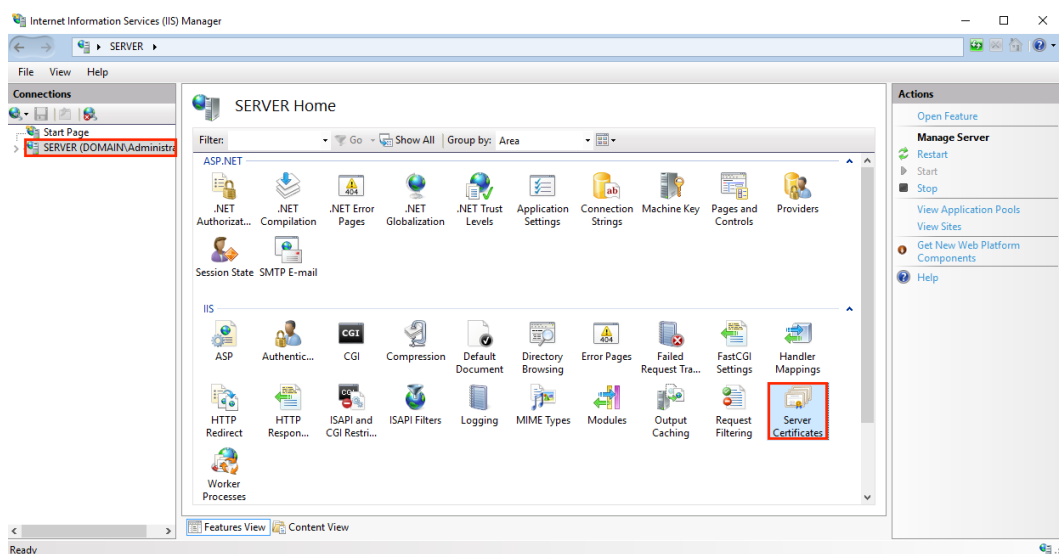 Internet Information Services (IIS) Manager
SERVER
File View Help
Connections
Start Page
SERVER (DOMAIN\Administra
SERVER Home
Filter: Go Show All Group by: Area
ASP.NET
.NET Authorizat...
.NET Compilation
.NET Error Pages
.NET Globalization
.NET Trust Levels
Application Settings
Connection Strings
Machine Key
Pages and Controls
Providers
Session State
SMTP E-mail
IIS
ASP
Authentic...
CGI
CGI
Compression
Default Document
Directory Browsing
404
Error Pages
Failed Request Tra...
FastCGI Settings
Handler Mappings
HTTP Redirect
HTTP Respon...
ISAPI and CGI Restri...
ISAPI Filters
Logging
MIME Types
Modules
Output Caching
Request Filtering
Server Certificates
Worker Processes
Features View
Content View
Actions
Open Feature
Manage Server
Restart
Start
Stop
View Application Pools
View Sites
Get New Web Platform
Components
Help
Ready